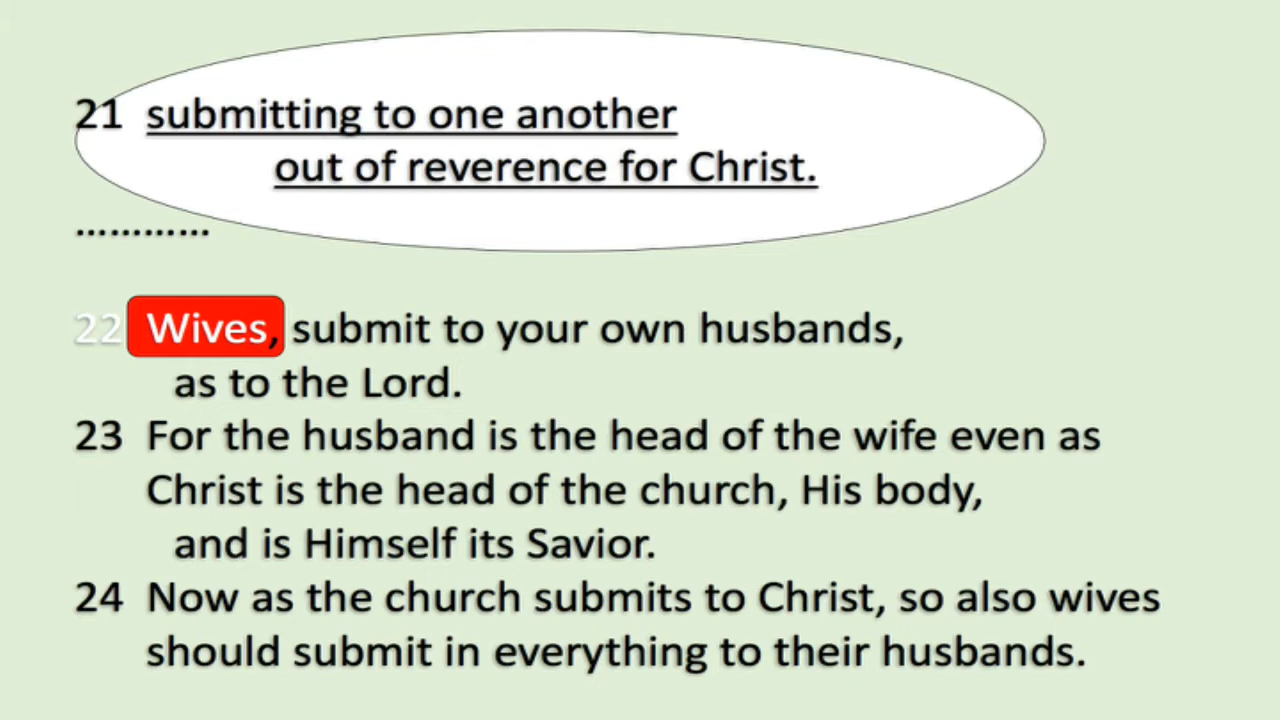 21 submitting to one another
out of reverence for Christ.
............
22 Wives, submit to your own husbands,
as to the Lord.
23 For the husband is the head of the wife even as
Christ is the head of the church, His body,
and is Himself its Savior.
24 Now as the church submits to Christ, so also wives
should submit in everything to their husbands.